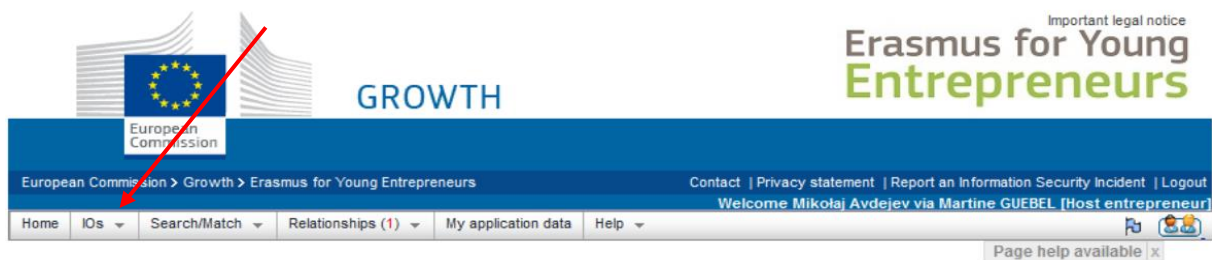 Important legal notice
Erasmus for Young
Entrepreneurs
GROWTH
European
Commission
European Commission > Growth > Erasmus for Young Entrepreneurs
Contact | Privacy statement | Report an Information Security Incident | Logout
Welcome Mikołaj Avdejev via Martine GUEBEL [Host entrepreneur]
Home IOs Search/Match Relationships (1) My application data Help
Page help available x